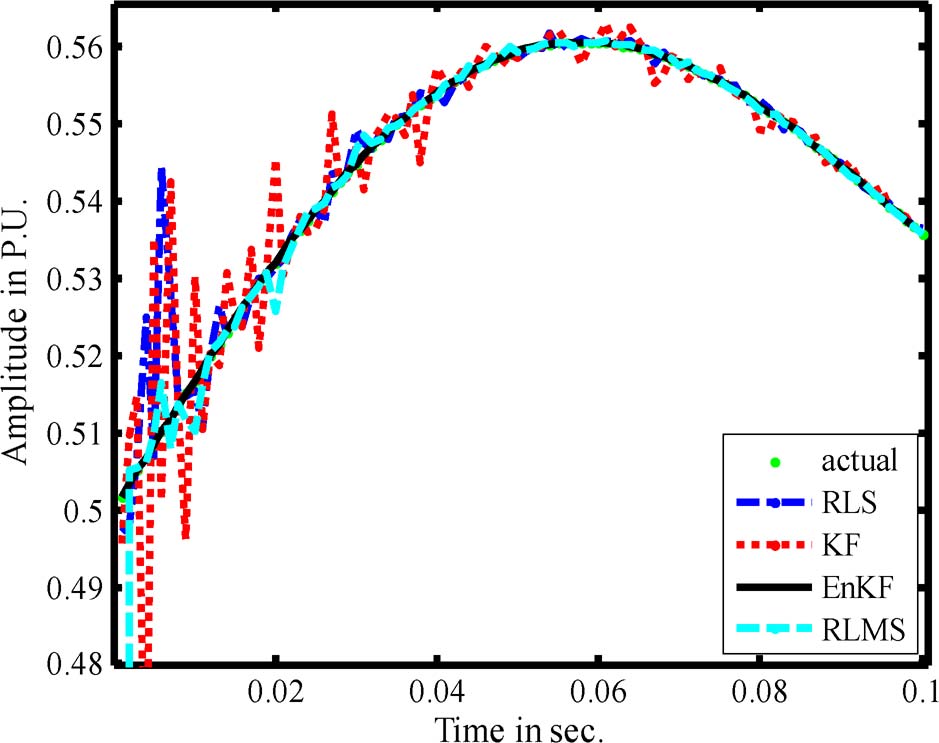 Amplitude in P.U.
0.56
0.55
0.54
0.53
0.52
0.51
0.5
0.49
0.48
actual
RLS
KF
EnKF
RLMS
0.02 0.04 0.06 0.08 0.1
Time in sec.